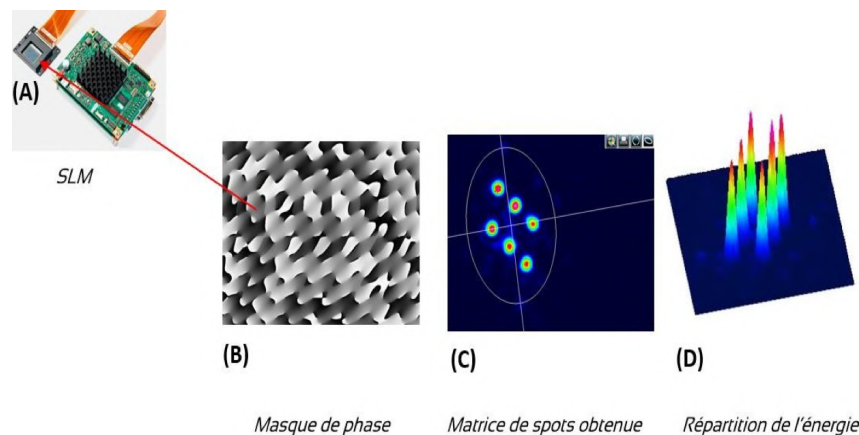 (A)
SLM
(B)
(C)
(D)
Masque de phase
Matrice de spots obtenue
Répartition de l'énergie